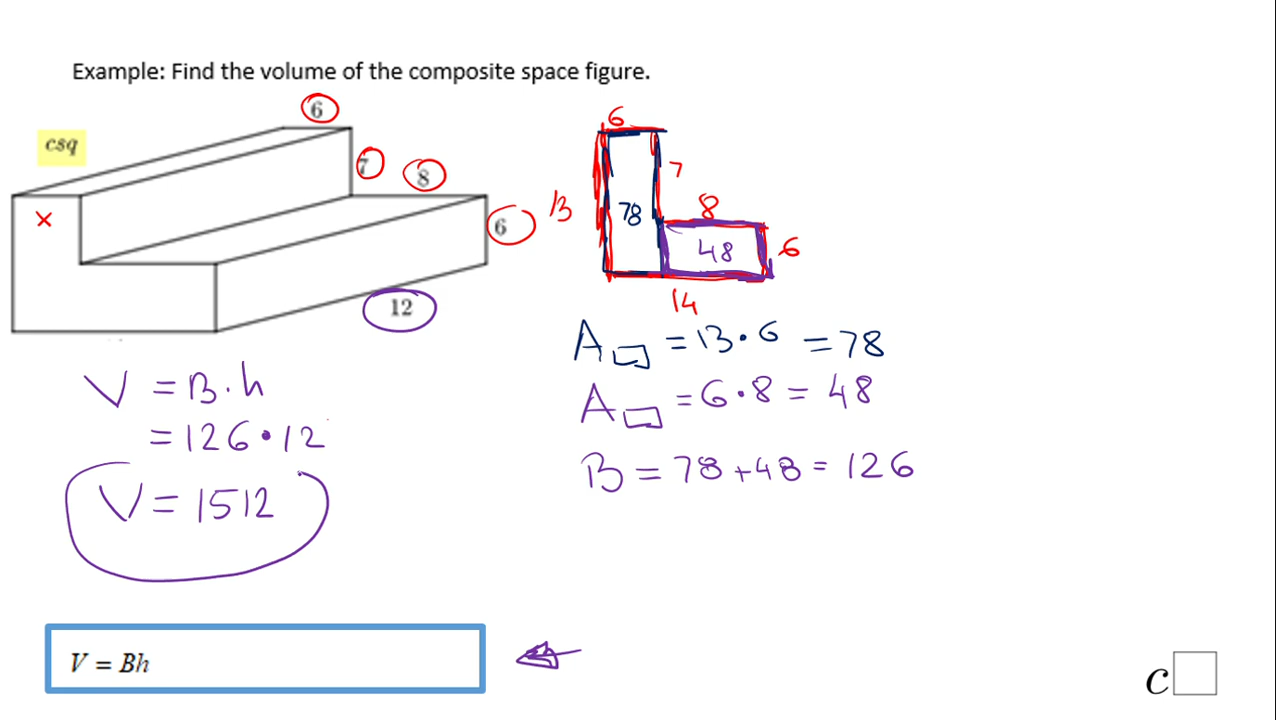 Example: Find the volume of the composite space figure.
6
csq
7
8
×
6
12
6
7
13
78
8
48
6
14
A▭ = 13 • 6 = 78
A▭ = 6 • 8 = 48
B = 78 + 48 = 126
V = B . h
= 126 • 12
V = 1512
V = Bh
c